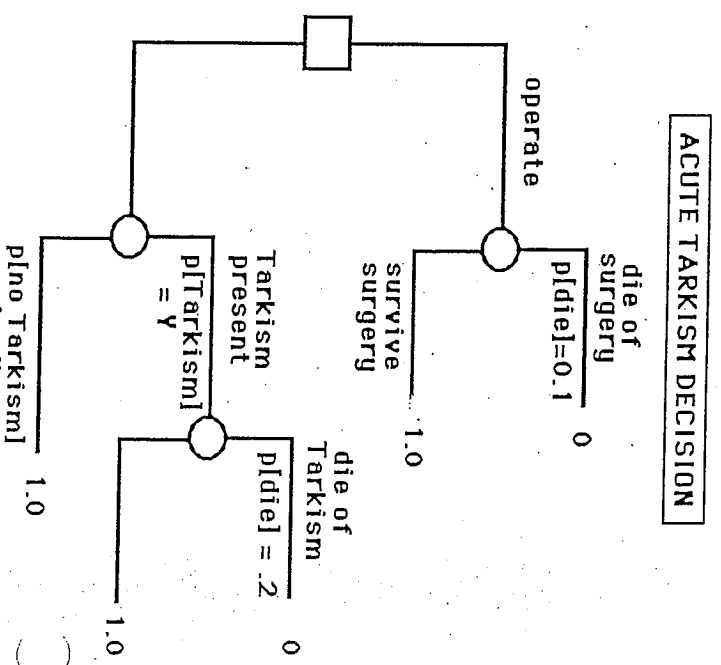 ACUTE TARKISM DECISION
operate
die of
surgery
p[die]=0.1
0
survive
surgery
1.0
Tarkism
present
p[Tarkism]
= Y
die of
Tarkism
p[die] = .2
0
1.0
p[no Tarkism]
1.0